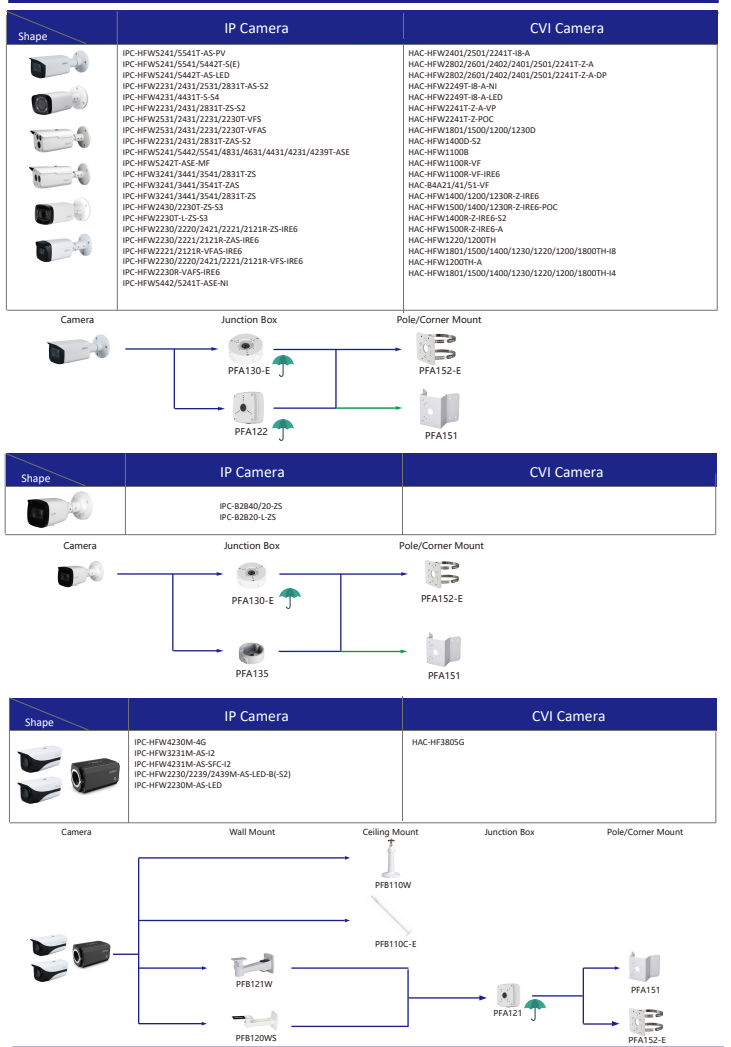 Shape
IP Camera
CVI Camera
IPC-HFW5241/5541T-AS-PV
IPC-HFW5241/5541/5442T-S(E)
IPC-HFW5241/5442T-AS-LED
IPC-HFW2231/2431/2531/2831T-AS-S2
IPC-HFW4231/4431T-S-S4
IPC-HFW2231/2431/2831T-ZS-S2
IPC-HFW2531/2431/2231/2230T-VFS
IPC-HFW2531/2431/2231/2230T-VFAS
IPC-HFW2231/2431/2831T-ZAS-S2
IPC-HFW5241/5442/5541/4831/4631/4431/4231/4239T-ASE
IPC-HFW5242T-ASE-MF
IPC-HFW3241/3441/3541/2831T-ZS
IPC-HFW3241/3441/3541T-ZAS
IPC-HFW3241/3441/3541/2831T-ZS
IPC-HFW2430/2230T-ZS-S3
IPC-HFW2230T-L-ZS-S3
IPC-HFW2230/2220/2421/2221/2121R-ZS-IRE6
IPC-HFW2230/2221/2121R-ZAS-IRE6
IPC-HFW2221/2121R-VFAS-IRE6
IPC-HFW2230/2220/2421/2221/2121R-VFS-IRE6
IPC-HFW2230R-VAFS-IRE6
IPC-HFW5442/5241T-ASE-NI
HAC-HFW2401/2501/2241T-I8-A
HAC-HFW2802/2601/2402/2401/2501/2241T-Z-A
HAC-HFW2802/2601/2402/2401/2501/2241T-Z-A-DP
HAC-HFW2249T-I8-A-NI
HAC-HFW2249T-I8-A-LED
HAC-HFW2241T-Z-A-VP
HAC-HFW2241T-Z-POC
HAC-HFW1801/1500/1200/1230D
HAC-HFW1400D-S2
HAC-HFW1100B
HAC-HFW1100R-VF
HAC-HFW1100R-VF-IRE6
HAC-B4A21/41/51-VF
HAC-HFW1400/1200/1230R-Z-IRE6
HAC-HFW1500/1400/1230R-Z-IRE6-POC
HAC-HFW1400R-Z-IRE6-S2
HAC-HFW1500R-Z-IRE6-A
HAC-HFW1220/1200TH
HAC-HFW1801/1500/1400/1230/1220/1200/1800TH-I8
HAC-HFW1200TH-A
HAC-HFW1801/1500/1400/1230/1220/1200/1800TH-I4
Camera
Junction Box
Pole/Corner Mount
PFA130-E
PFA152-E
PFA122
PFA151
Shape
IP Camera
CVI Camera
IPC-B2B40/20-ZS
IPC-B2B20-L-ZS
Camera
Junction Box
Pole/Corner Mount
PFA130-E
PFA152-E
PFA135
PFA151
Shape
IP Camera
CVI Camera
IPC-HFW4230M-4G
IPC-HFW3231M-AS-I2
IPC-HFW4231M-AS-SFC-I2
IPC-HFW2230/2239/2439M-AS-LED-B(-S2)
IPC-HFW2230M-AS-LED
HAC-HF3805G
Camera
Wall Mount
Ceiling Mount
Junction Box
Pole/Corner Mount
PFB110W
PFB110C-E
PFB121W
PFA151
PFA121
PFB120WS
PFA152-E